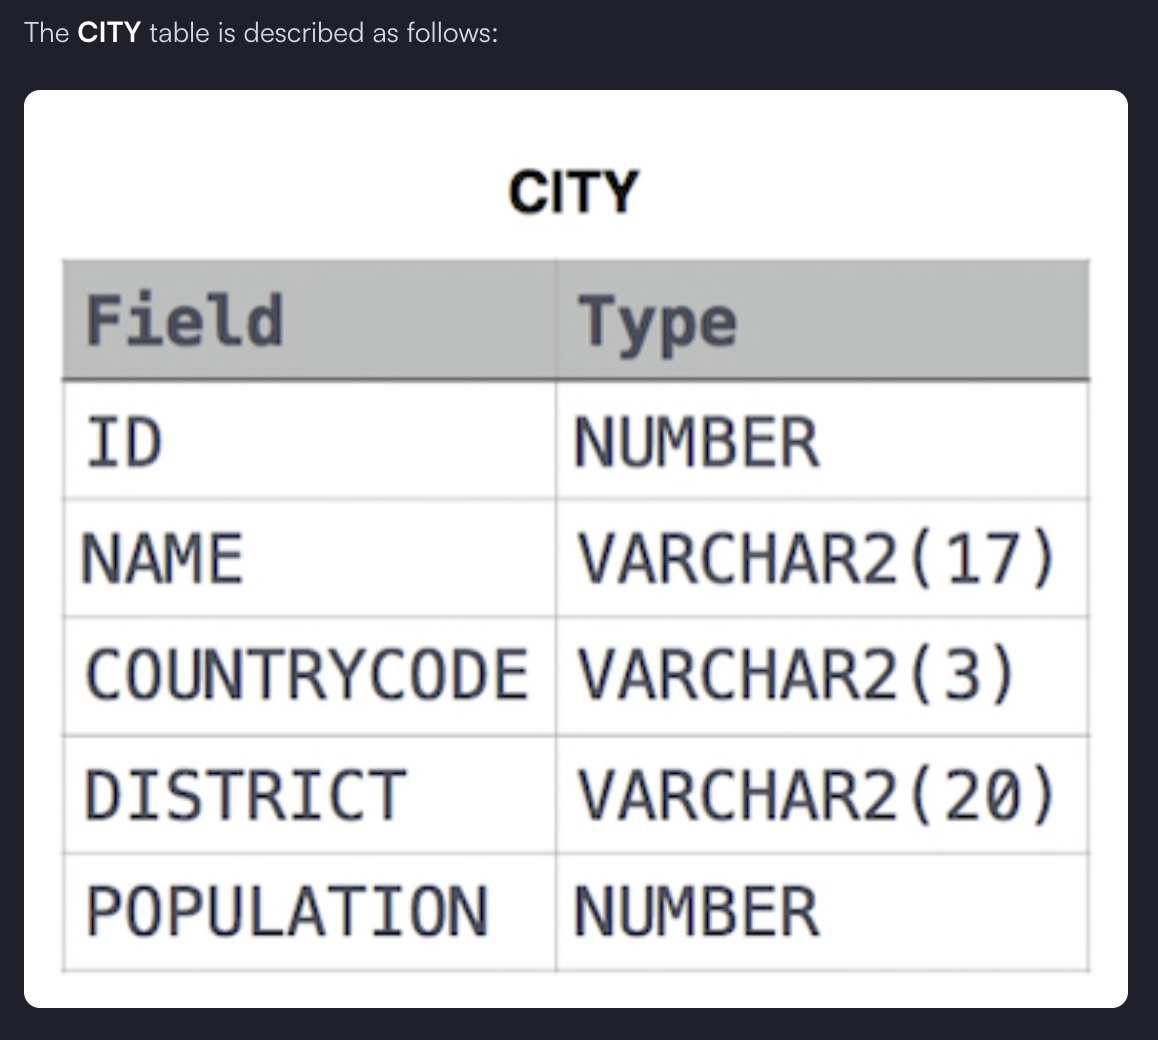 The CITY table is described as follows:
CITY
Field Type
ID NUMBER
NAME VARCHAR2(17)
COUNTRYCODE VARCHAR2(3)
DISTRICT VARCHAR2(20)
POPULATION NUMBER